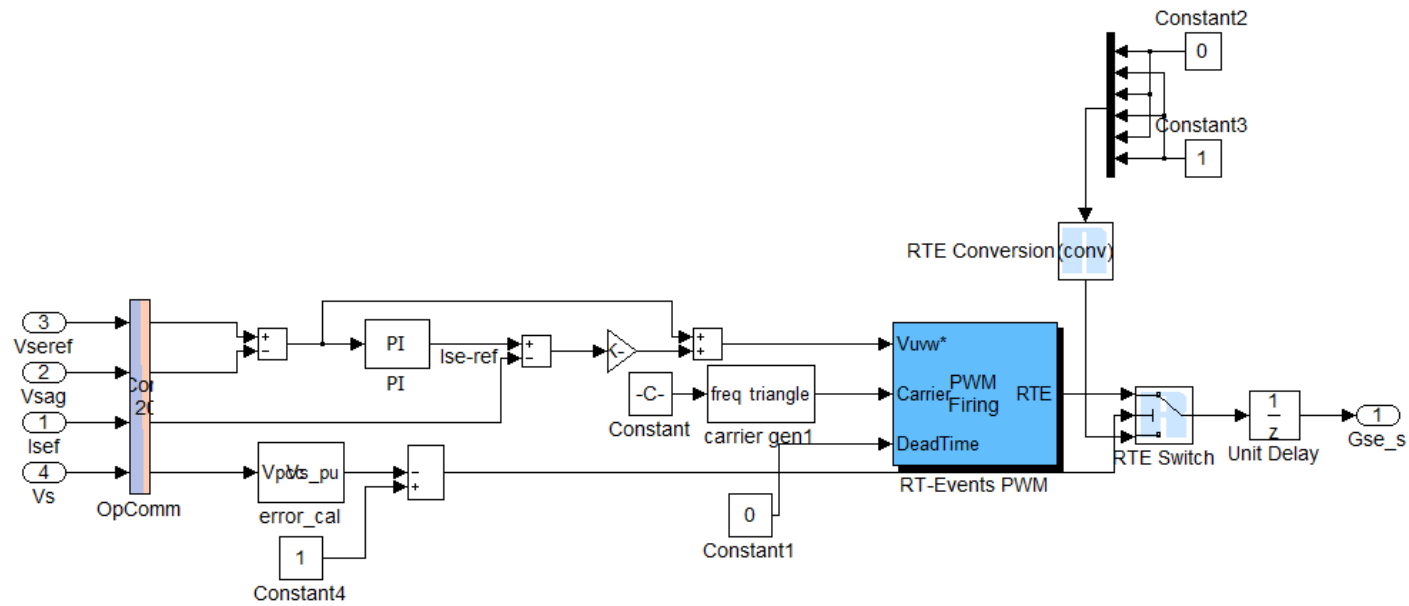 Constant2
0
Constant3
1
RTE Conversion (conv)
3
Vseref
2
Vsag
1
Isef
4
Vs
OpComm
+
−
PI
PI
Ise-ref
+
−
+
+
-C-
Constant
freq triangle
carrier gen1
Vuvw*
Carrier
PWM
Firing
RTE
DeadTime
RT-Events PWM
RTE Switch
1
z
Unit Delay
1
Gse_s
Vs_pu
error_cal
−
+
1
Constant4
0
Constant1